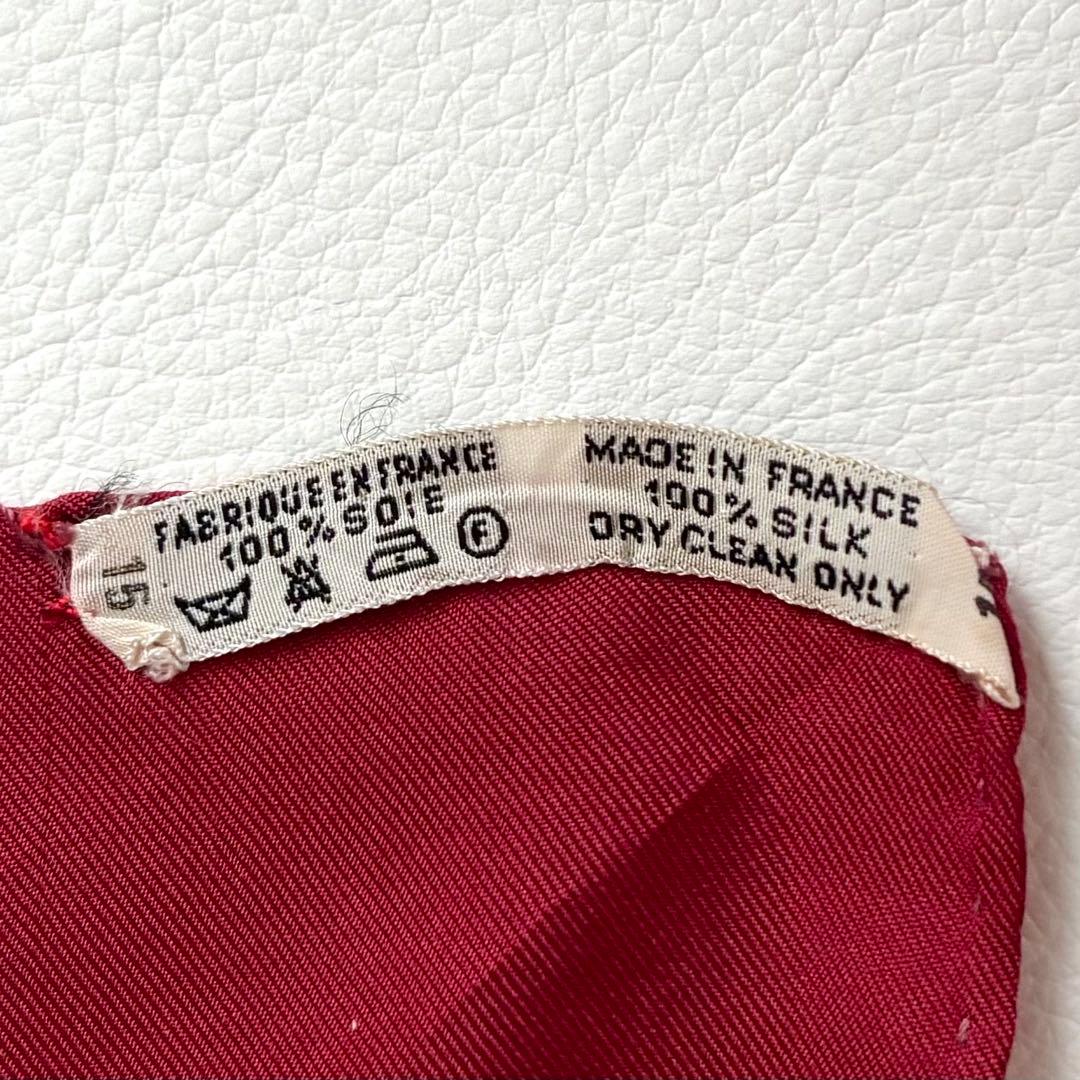 FABRIQUE EN FRANCE
100% SOIE
F
15
MADE IN FRANCE
100% SILK
DRY CLEAN ONLY